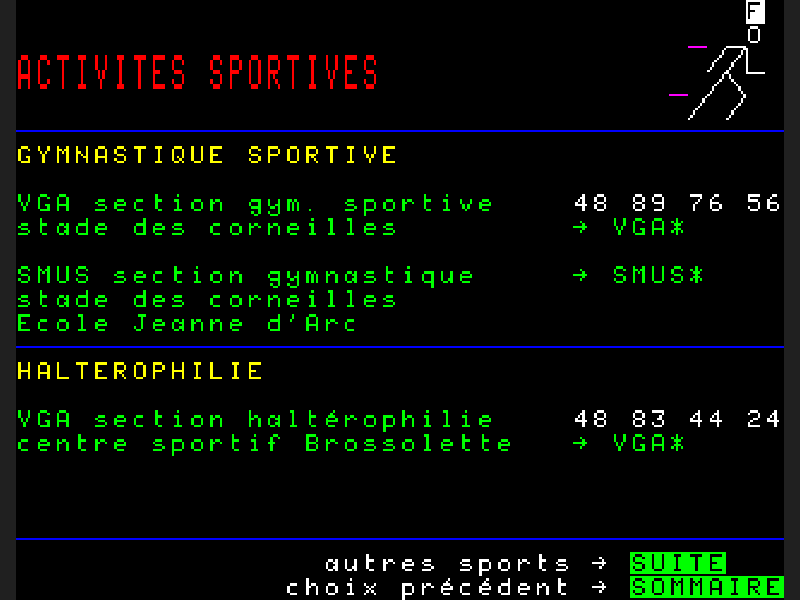 F
ACTIVITES SPORTIVES
GYMNASTIQUE SPORTIVE
VGA section gym. sportive 48 89 76 56
stade des corneilles → VGA*
SMUS section gymnastique → SMUS*
stade des corneilles
Ecole Jeanne d'Arc
HALTEROPHILIE
VGA section haltérophilie 48 83 44 24
centre sportif Brossolette → VGA*
autres sports → SUITE
choix précédent → SOMMAIRE